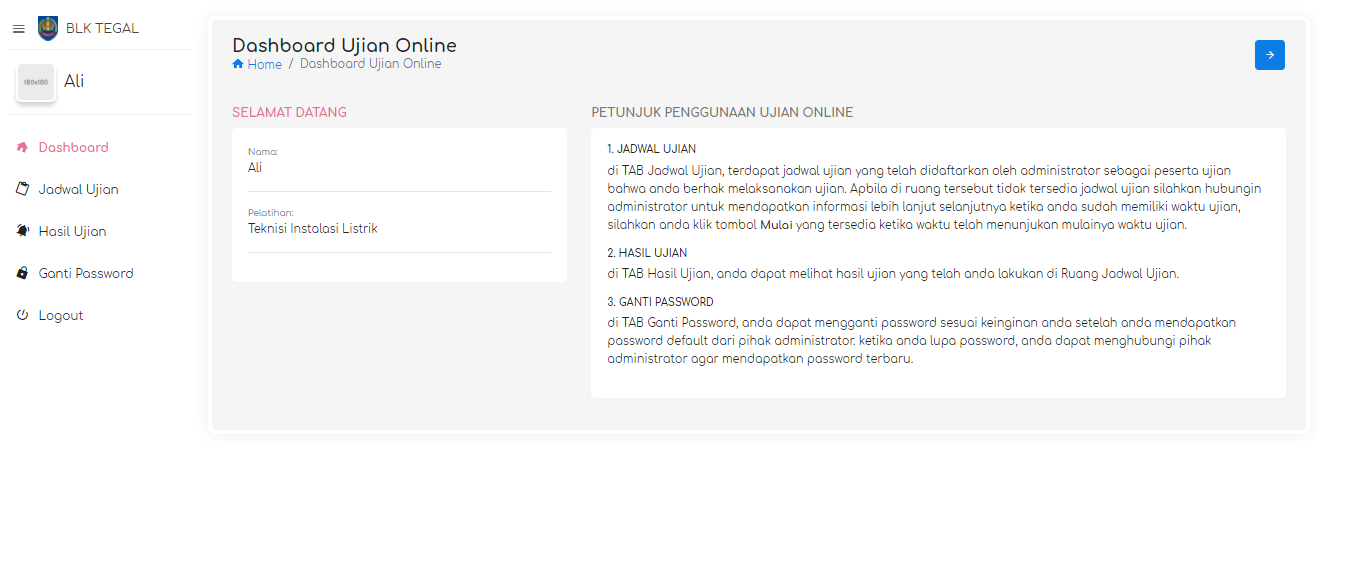 BLK TEGAL
180x180
Ali
Dashboard
Jadwal Ujian
Hasil Ujian
Ganti Password
Logout
Dashboard Ujian Online
Home / Dashboard Ujian Online
SELAMAT DATANG
Nama:
Ali
Pelatihan:
Teknisi Instalasi Listrik
PETUNJUK PENGGUNAAN UJIAN ONLINE
1. JADWAL UJIAN
di TAB Jadwal Ujian, terdapat jadwal ujian yang telah didaftarkan oleh administrator sebagai peserta ujian
bahwa anda berhak melaksanakan ujian. Apbila di ruang tersebut tidak tersedia jadwal ujian silahkan hubungin
administrator untuk mendapatkan informasi lebih lanjut selanjutnya ketika anda sudah memiliki waktu ujian,
silahkan anda klik tombol Mulai yang tersedia ketika waktu telah menunjukan mulainya waktu ujian.
2. HASIL UJIAN
di TAB Hasil Ujian, anda dapat melihat hasil ujian yang telah anda lakukan di Ruang Jadwal Ujian.
3. GANTI PASSWORD
di TAB Ganti Password, anda dapat mengganti password sesuai keinginan anda setelah anda mendapatkan
password default dari pihak administrator. ketika anda lupa password, anda dapat menghubungi pihak
administrator agar mendapatkan password terbaru.